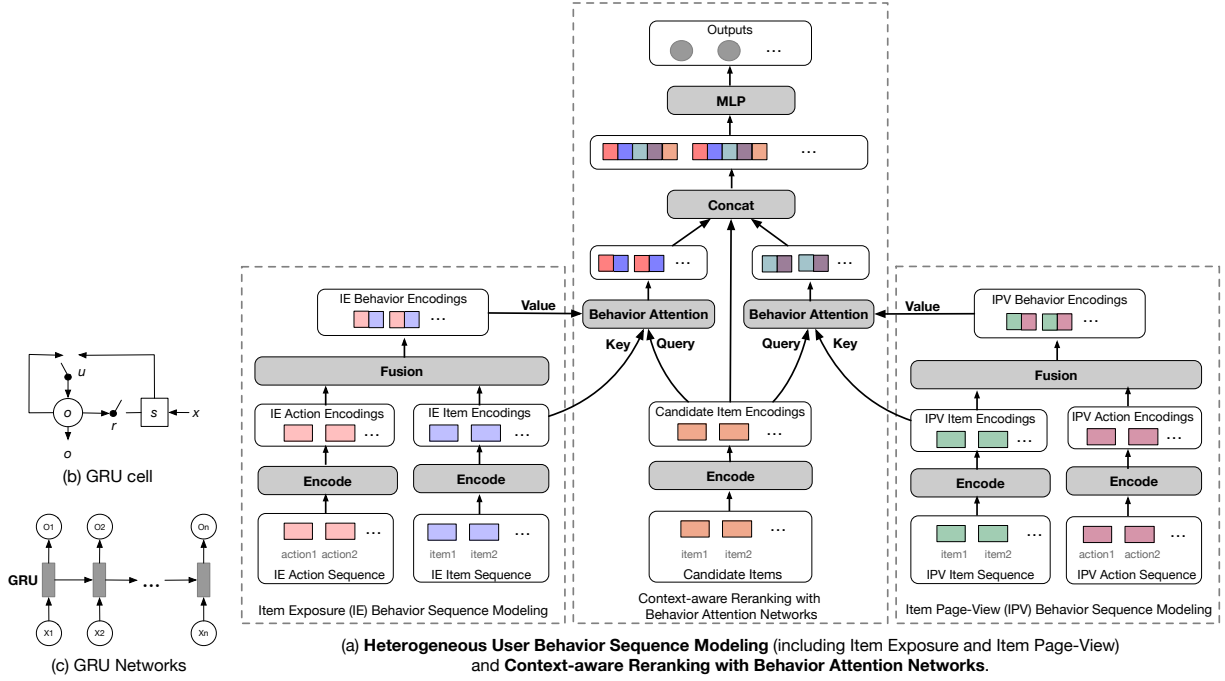 Outputs
...
MLP
...
Concat
...
...
IE Behavior Encodings
...
Value
Behavior Attention
Behavior Attention
Value
IPV Behavior Encodings
...
Key
Query
Query
Key
Fusion
Fusion
IE Action Encodings
...
IE Item Encodings
...
Candidate Item Encodings
...
IPV Item Encodings
...
IPV Action Encodings
...
Encode
Encode
Encode
Encode
Encode
...
action1 action2
IE Action Sequence
...
item1 item2
IE Item Sequence
...
item1 item2
Candidate Items
...
item1 item2
IPV Item Sequence
...
action1 action2
IPV Action Sequence
Item Exposure (IE) Behavior Sequence Modeling
Context-aware Reranking with
Behavior Attention Networks
Item Page-View (IPV) Behavior Sequence Modeling
u
o
r
s
x
o
(b) GRU cell
O1 O2 On
GRU
...
X1 X2 Xn
(c) GRU Networks
(a) Heterogeneous User Behavior Sequence Modeling (including Item Exposure and Item Page-View)
and Context-aware Reranking with Behavior Attention Networks.